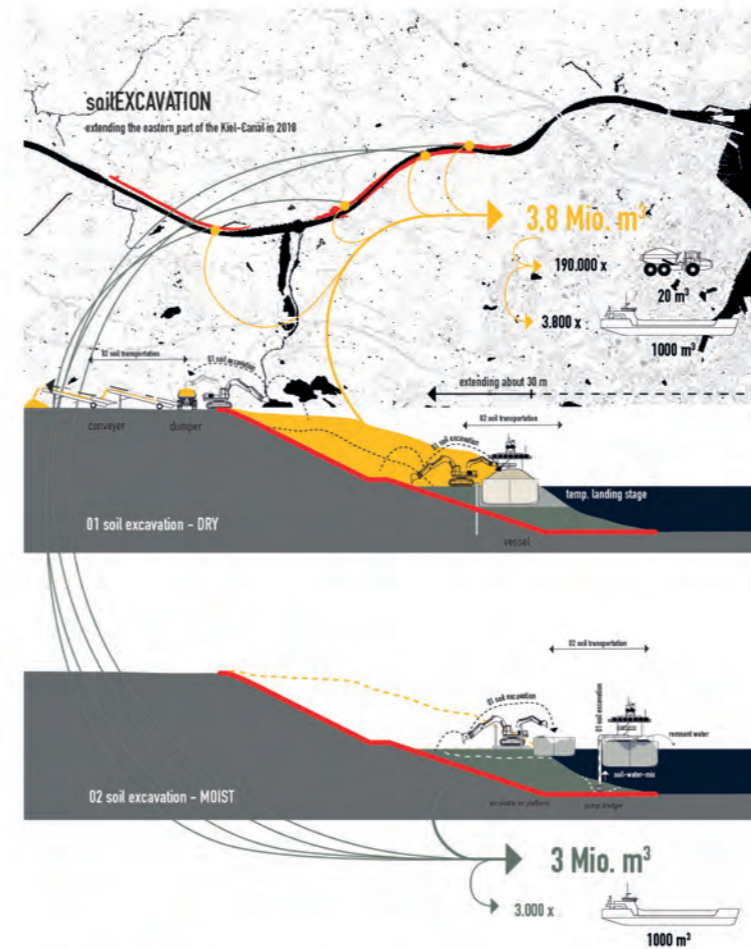 soilEXCAVATION
extending the eastern part of the Kiel-Canal in 2018
3,8 Mio. m³
190.000 x
20 m³
3.800 x
1000 m³
extending about 30 m
02 soil transportation
01 soil excavation
02 soil transportation
01 soil excavation
conveyer
dumper
temp. landing stage
01 soil excavation - DRY
vessel
02 soil transportation
01 soil excavation
01 soil excavation
remnant water
soil-water-mix
02 soil excavation - MOIST
excavator on platform
pump dredger
3 Mio. m³
3.000 x
1000 m³